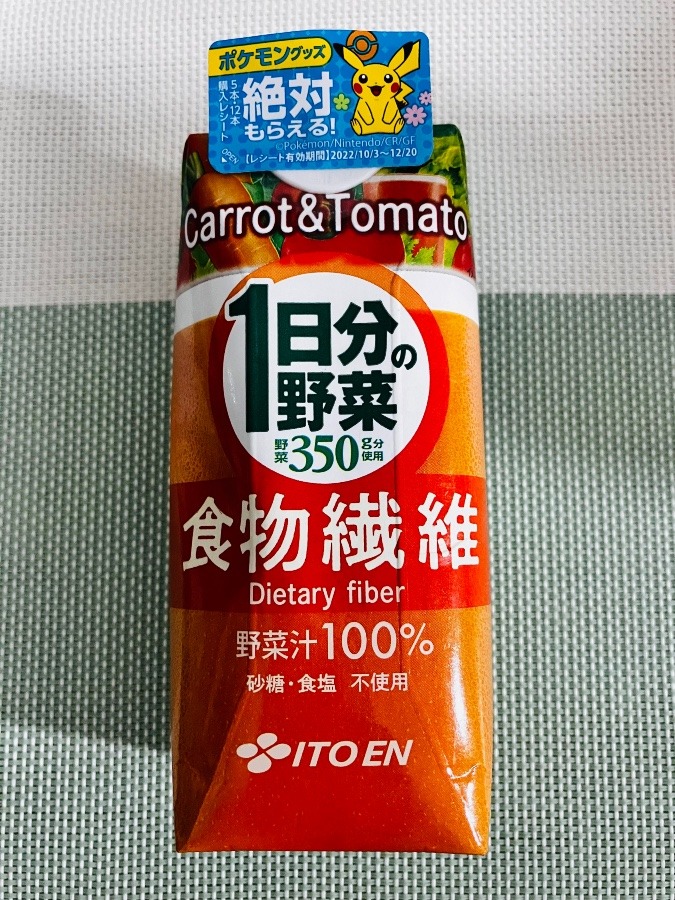 ポケモングッズ
5本・12本
購入レシート
絶対
もらえる!
OPEN
©Pokémon/Nintendo/CR/GF
【レシート有効期間】2022/10/3〜12/20
Carrot&Tomato
1日分の
野菜
野菜350g分使用
食物繊維
Dietary fiber
野菜汁100%
砂糖・食塩 不使用
ITO EN